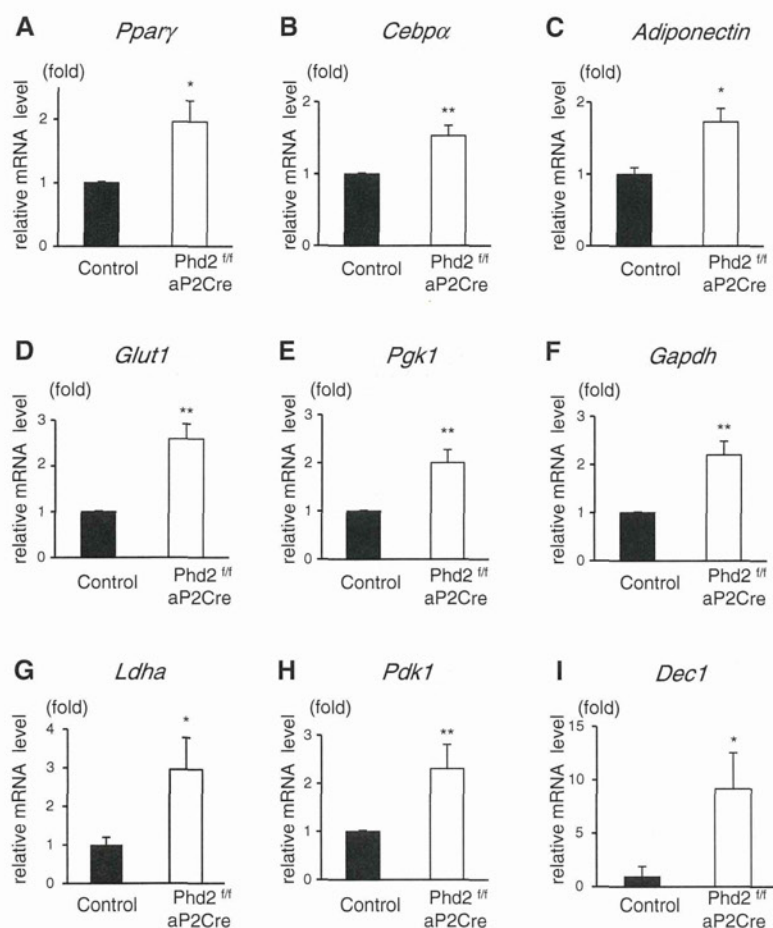 A Pparγ
(fold)
relative mRNA level
2
1
0
*
Control
Phd2 f/f
aP2Cre
B Cebpα
(fold)
relative mRNA level
2
1
0
**
Control
Phd2 f/f
aP2Cre
C Adiponectin
(fold)
relative mRNA level
2
1
0
*
Control
Phd2 f/f
aP2Cre
D Glut1
(fold)
relative mRNA level
3
2
1
0
**
Control
Phd2 f/f
aP2Cre
E Pgk1
(fold)
relative mRNA level
3
2
1
0
**
Control
Phd2 f/f
aP2Cre
F Gapdh
(fold)
relative mRNA level
3
2
1
0
**
Control
Phd2 f/f
aP2Cre
G Ldha
(fold)
relative mRNA level
4
3
2
1
0
*
Control
Phd2 f/f
aP2Cre
H Pdk1
(fold)
relative mRNA level
3
2
1
0
**
Control
Phd2 f/f
aP2Cre
I Dec1
(fold)
relative mRNA level
15
10
5
0
*
Control
Phd2 f/f
aP2Cre